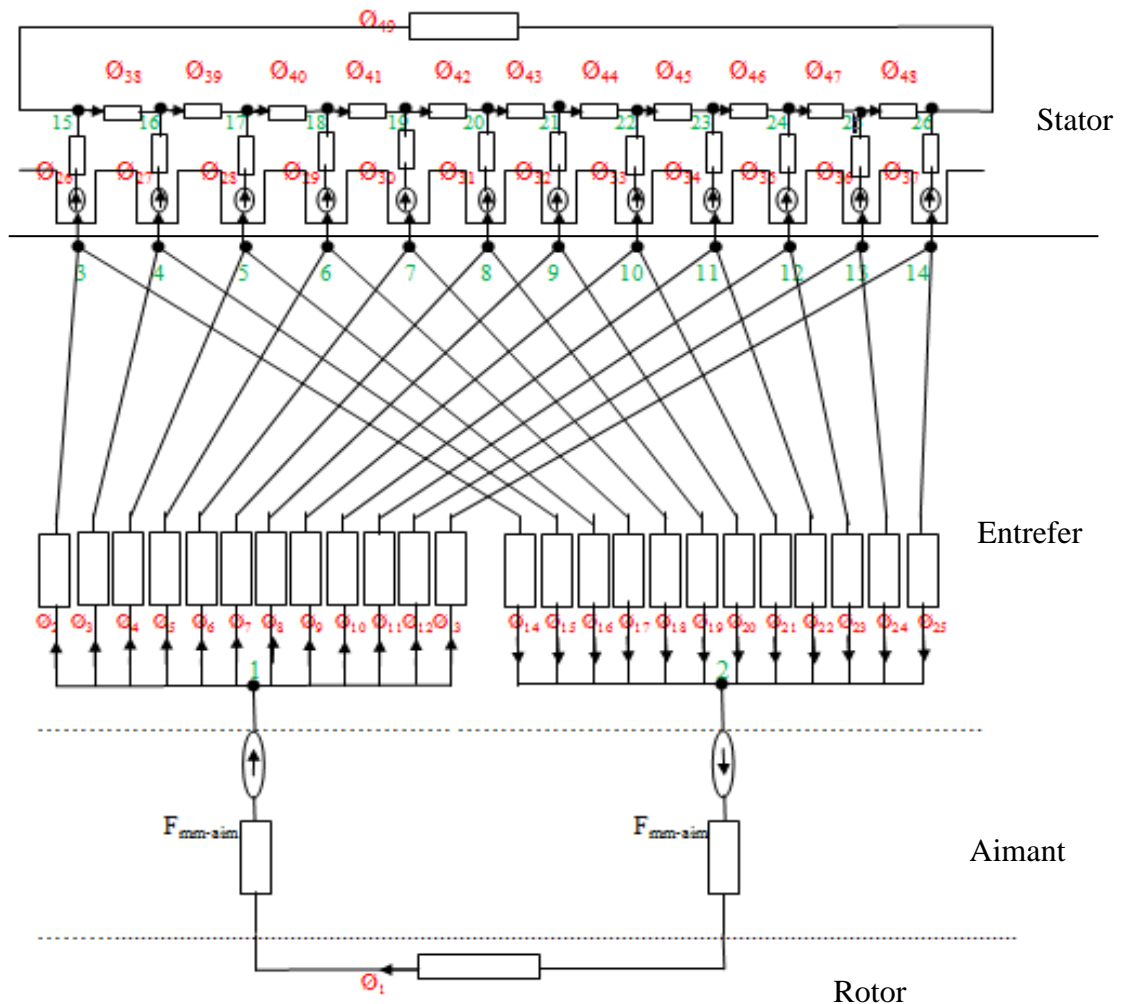 Ø₄₉
Ø₃₈ Ø₃₉ Ø₄₀ Ø₄₁ Ø₄₂ Ø₄₃ Ø₄₄ Ø₄₅ Ø₄₆ Ø₄₇ Ø₄₈
Stator
15 16 17 18 19 20 21 22 23 24 25 26
Ø₂₆ Ø₂₇ Ø₂₈ Ø₂₉ Ø₃₀ Ø₃₁ Ø₃₂ Ø₃₃ Ø₃₄ Ø₃₅ Ø₃₆ Ø₃₇
3 4 5 6 7 8 9 10 11 12 13 14
Entrefer
Ø₂ Ø₃ Ø₄ Ø₅ Ø₆ Ø₇ Ø₈ Ø₉ Ø₁₀ Ø₁₁ Ø₁₂ Ø₁₃ Ø₁₄ Ø₁₅ Ø₁₆ Ø₁₇ Ø₁₈ Ø₁₉ Ø₂₀ Ø₂₁ Ø₂₂ Ø₂₃ Ø₂₄ Ø₂₅
1 2
Fmm-aim Fmm-aim
Aimant
Ø₁
Rotor